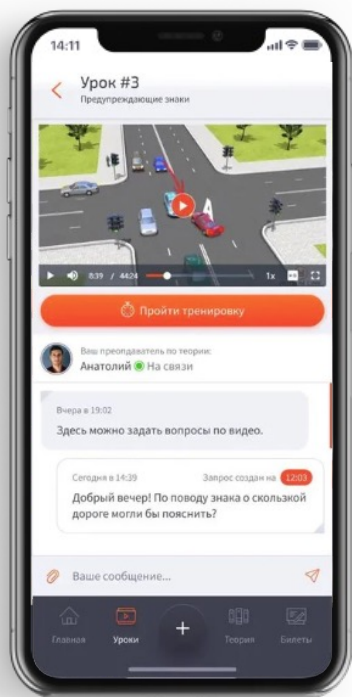 14:11
Урок #3
Предупреждающие знаки
8:39 / 44:24 1x
Пройти тренировку
Ваш преподаватель по теории:
Анатолий На связи
Вчера в 19:02
Здесь можно задать вопросы по видео.
Сегодня в 14:39 Запрос создан на 12:03
Добрый вечер! По поводу знака о скользкой
дороге могли бы пояснить?
Ваше сообщение...
Главная Уроки Теория Билеты